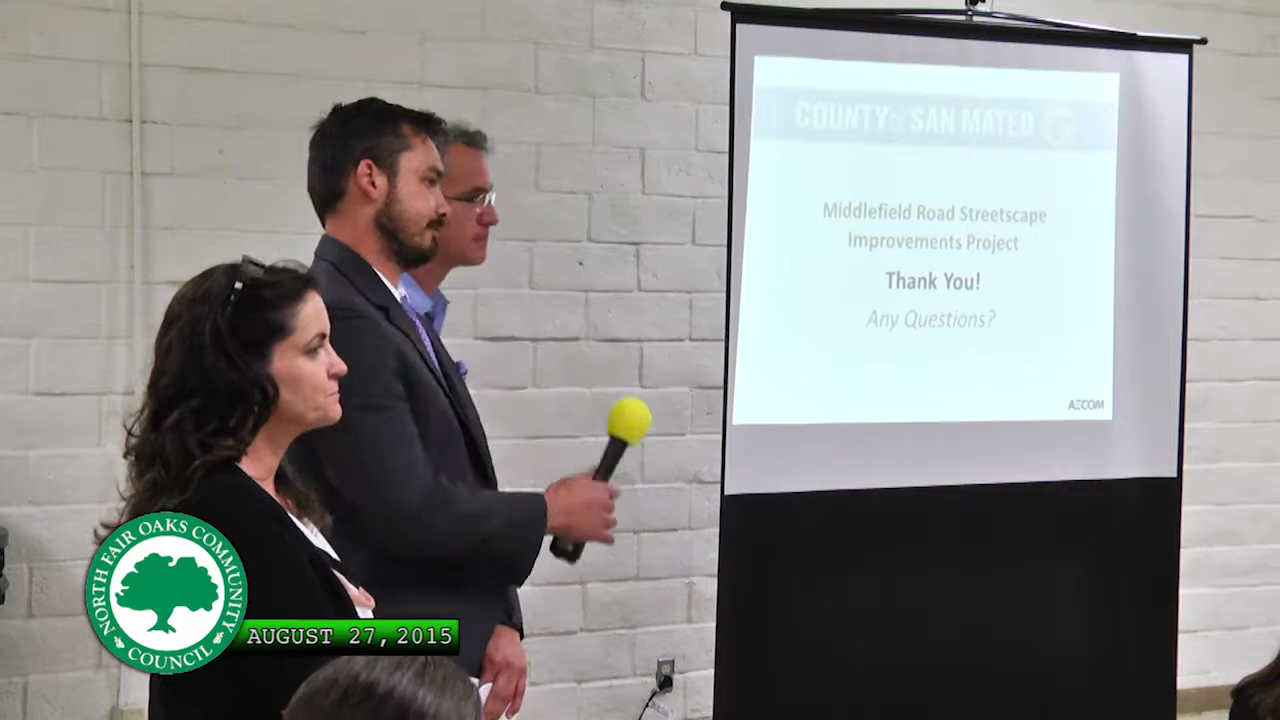 COUNTY OF SAN MATEO
Middlefield Road Streetscape
Improvements Project
Thank You!
Any Questions?
AECOM
NORTH FAIR OAKS COMMUNITY
COUNCIL
AUGUST 27, 2015